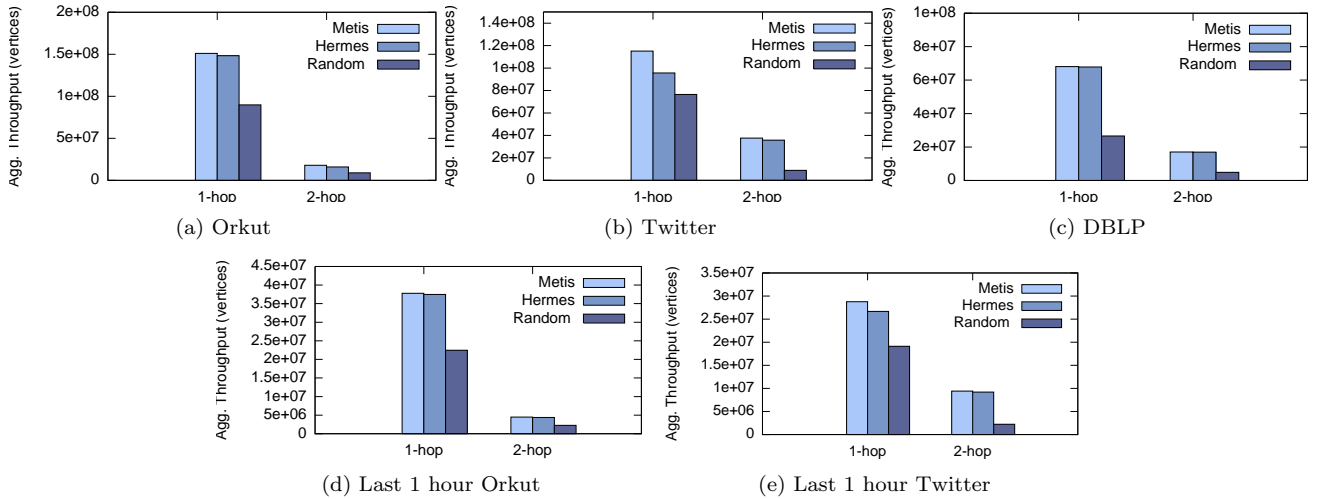 Agg. Throughput (vertices)
1.5e+08
1e+08
5e+07
0
Metis
Hermes
Random
1-hop
2-hop
(a) Orkut
Agg. Throughput (vertices)
1.4e+08
1.2e+08
1e+08
8e+07
6e+07
4e+07
2e+07
0
Metis
Hermes
Random
1-hop
2-hop
(b) Twitter
Agg. Throughput (vertices)
1e+08
8e+07
6e+07
4e+07
2e+07
0
Metis
Hermes
Random
1-hop
2-hop
(c) DBLP
Agg. Throughput (vertices)
4.5e+07
4e+07
3.5e+07
3e+07
2.5e+07
2e+07
1.5e+07
1e+07
5e+06
0
Metis
Hermes
Random
1-hop
2-hop
(d) Last 1 hour Orkut
Agg. Throughput (vertices)
3.5e+07
3e+07
2.5e+07
2e+07
1.5e+07
1e+07
5e+06
0
Metis
Hermes
Random
1-hop
2-hop
(e) Last 1 hour Twitter